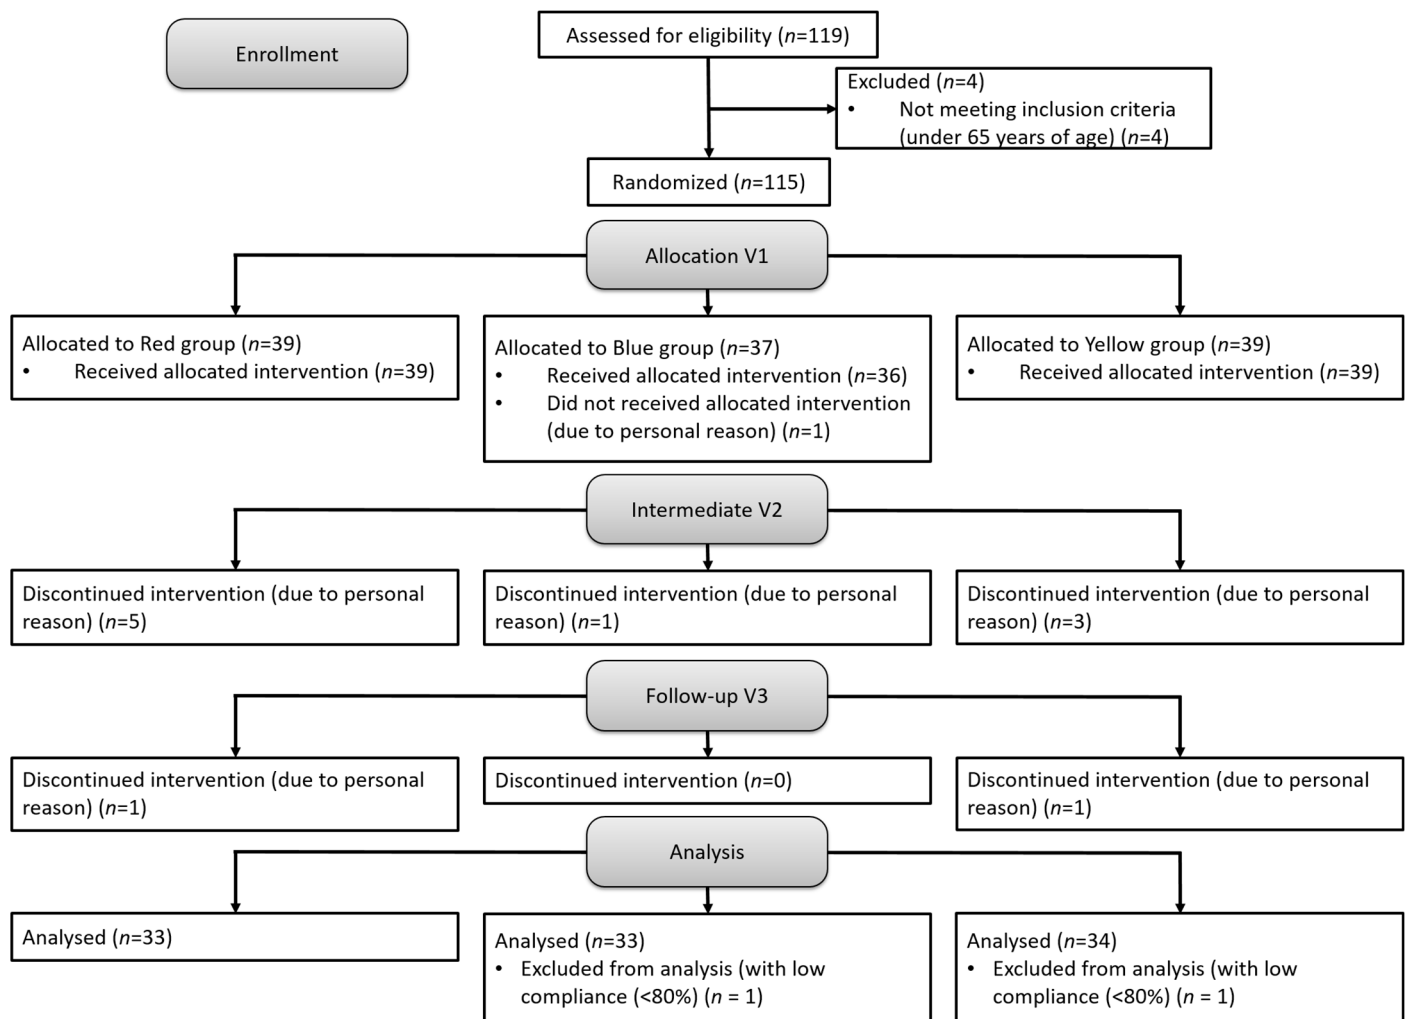 Enrollment
Assessed for eligibility (n=119)
Excluded (n=4)
• Not meeting inclusion criteria
(under 65 years of age) (n=4)
Randomized (n=115)
Allocation V1
Allocated to Red group (n=39)
• Received allocated intervention (n=39)
Allocated to Blue group (n=37)
• Received allocated intervention (n=36)
• Did not received allocated intervention
(due to personal reason) (n=1)
Allocated to Yellow group (n=39)
• Received allocated intervention (n=39)
Intermediate V2
Discontinued intervention (due to personal
reason) (n=5)
Discontinued intervention (due to personal
reason) (n=1)
Discontinued intervention (due to personal
reason) (n=3)
Follow-up V3
Discontinued intervention (due to personal
reason) (n=1)
Discontinued intervention (n=0)
Discontinued intervention (due to personal
reason) (n=1)
Analysis
Analysed (n=33)
Analysed (n=33)
• Excluded from analysis (with low
compliance (<80%) (n = 1)
Analysed (n=34)
• Excluded from analysis (with low
compliance (<80%) (n = 1)